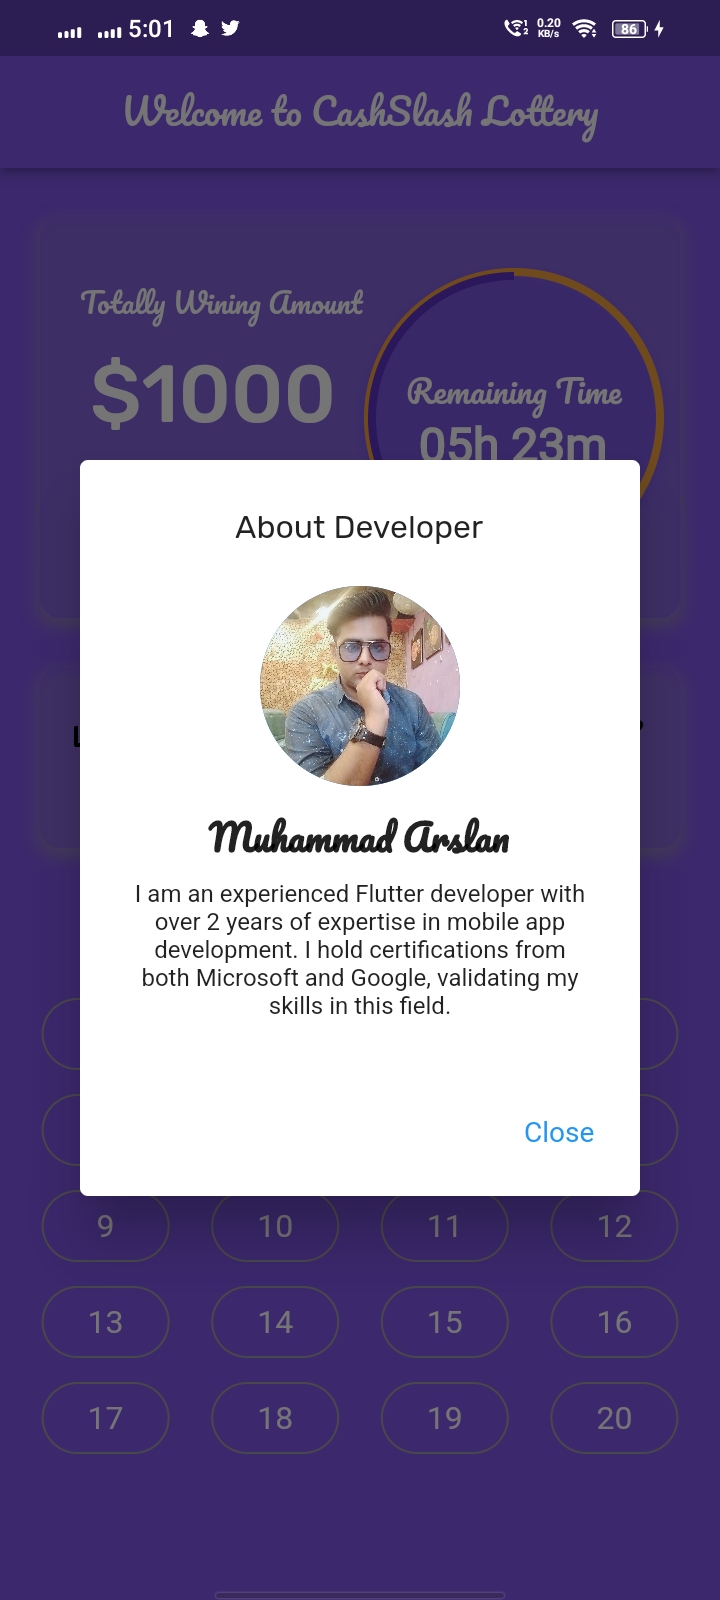 5:01
0.20
KB/s
86
Welcome to CashSlash Lottery
Totally Wining Amount
$1000
Remaining Time
05h 23m
About Developer
Muhammad Arslan
I am an experienced Flutter developer with
over 2 years of expertise in mobile app
development. I hold certifications from
both Microsoft and Google, validating my
skills in this field.
Close
9 10 11 12
13 14 15 16
17 18 19 20